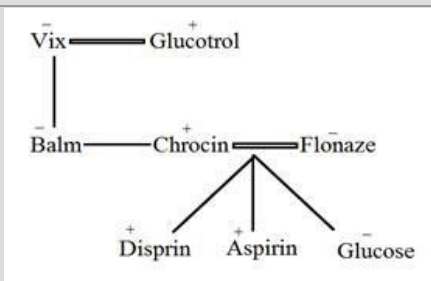 − +
Vix Glucotrol
− + −
Balm Chrocin Flonaze
+ + −
Disprin Aspirin Glucose